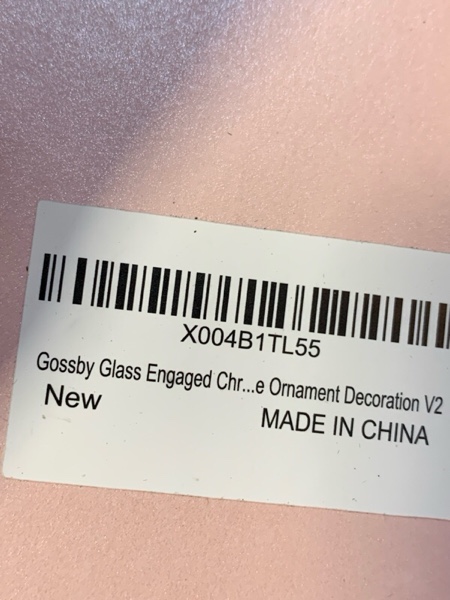 X004B1TL55
Gossby Glass Engaged Chr...e Ornament Decoration V2
New
MADE IN CHINA